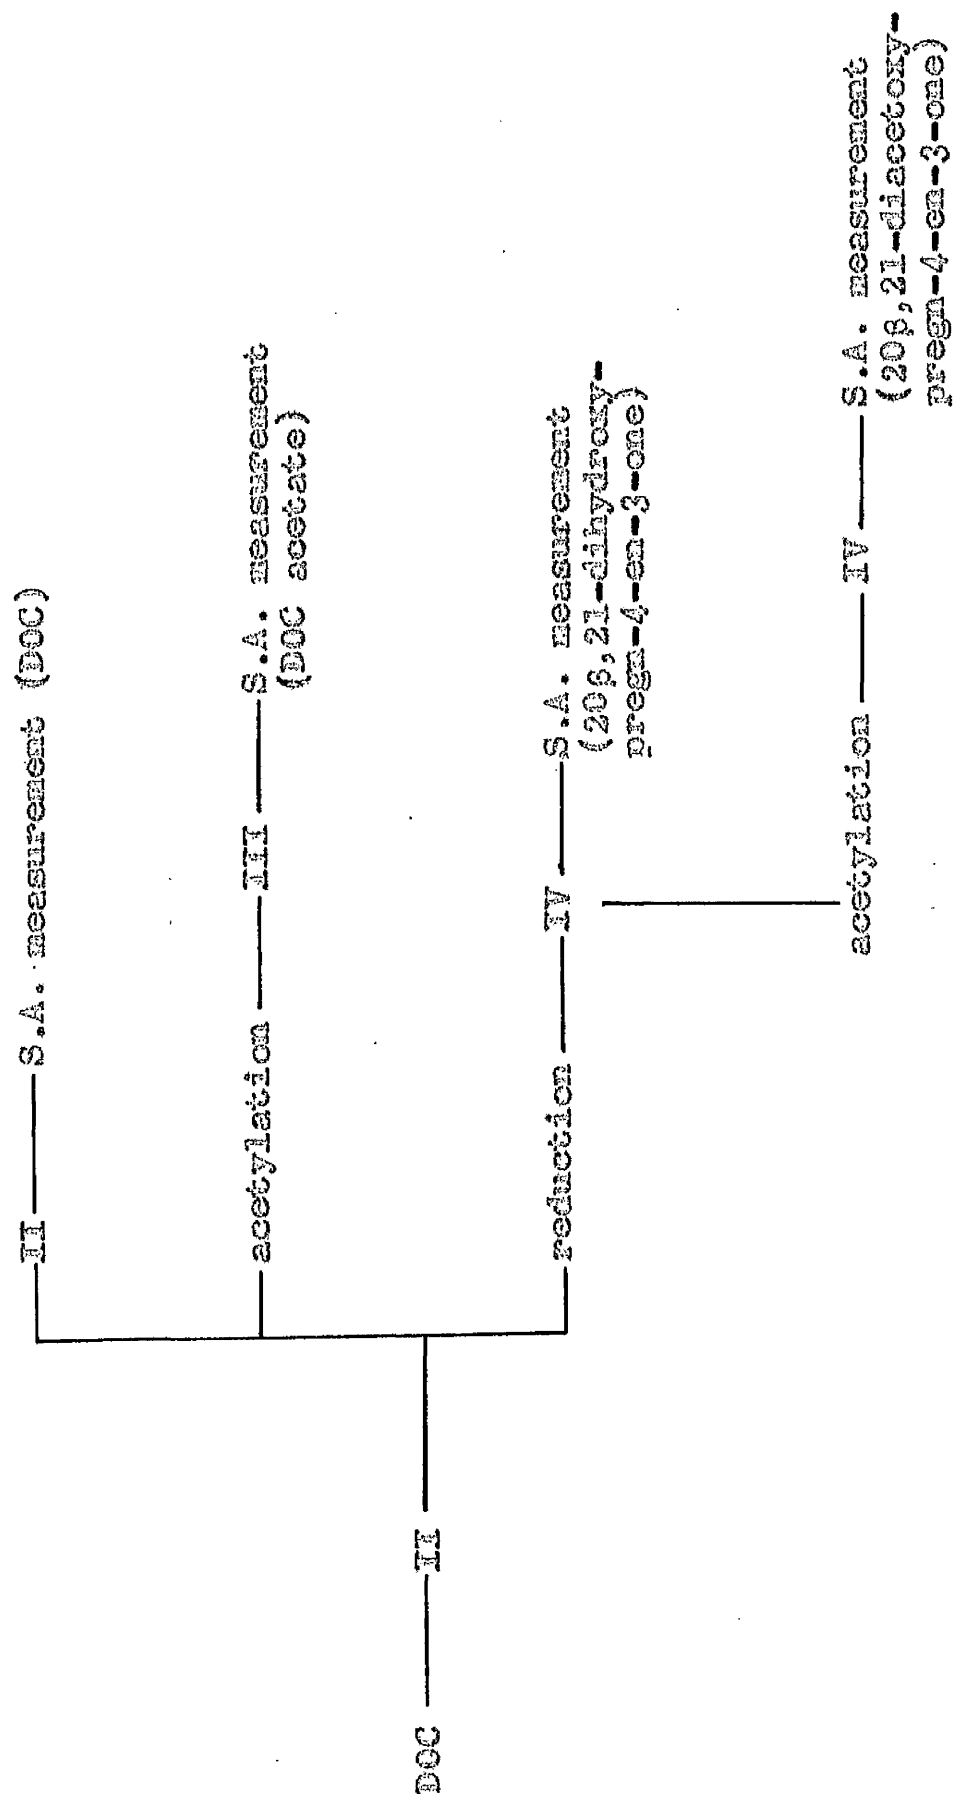 DOC
II
II
S.A. measurement (DOC)
acetylation
III
S.A. measurement
(DOC acetate)
reduction
IV
S.A. measurement
(20β,21-dihydroxy-
pregn-4-en-3-one)
acetylation
IV
S.A. measurement
(20β,21-diacetoxy-
pregn-4-en-3-one)